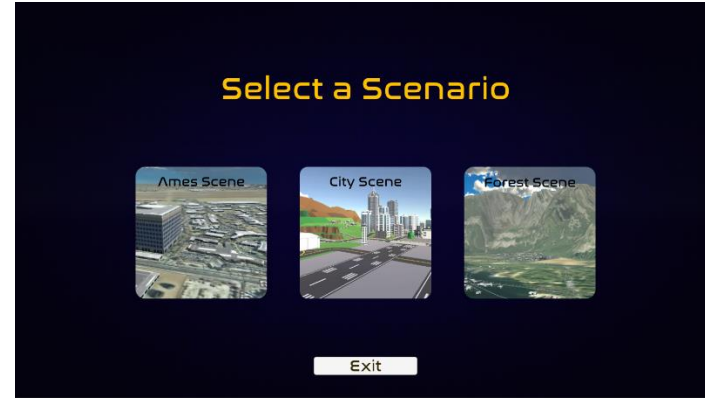 Select a Scenario
Ames Scene
City Scene
Forest Scene
Exit